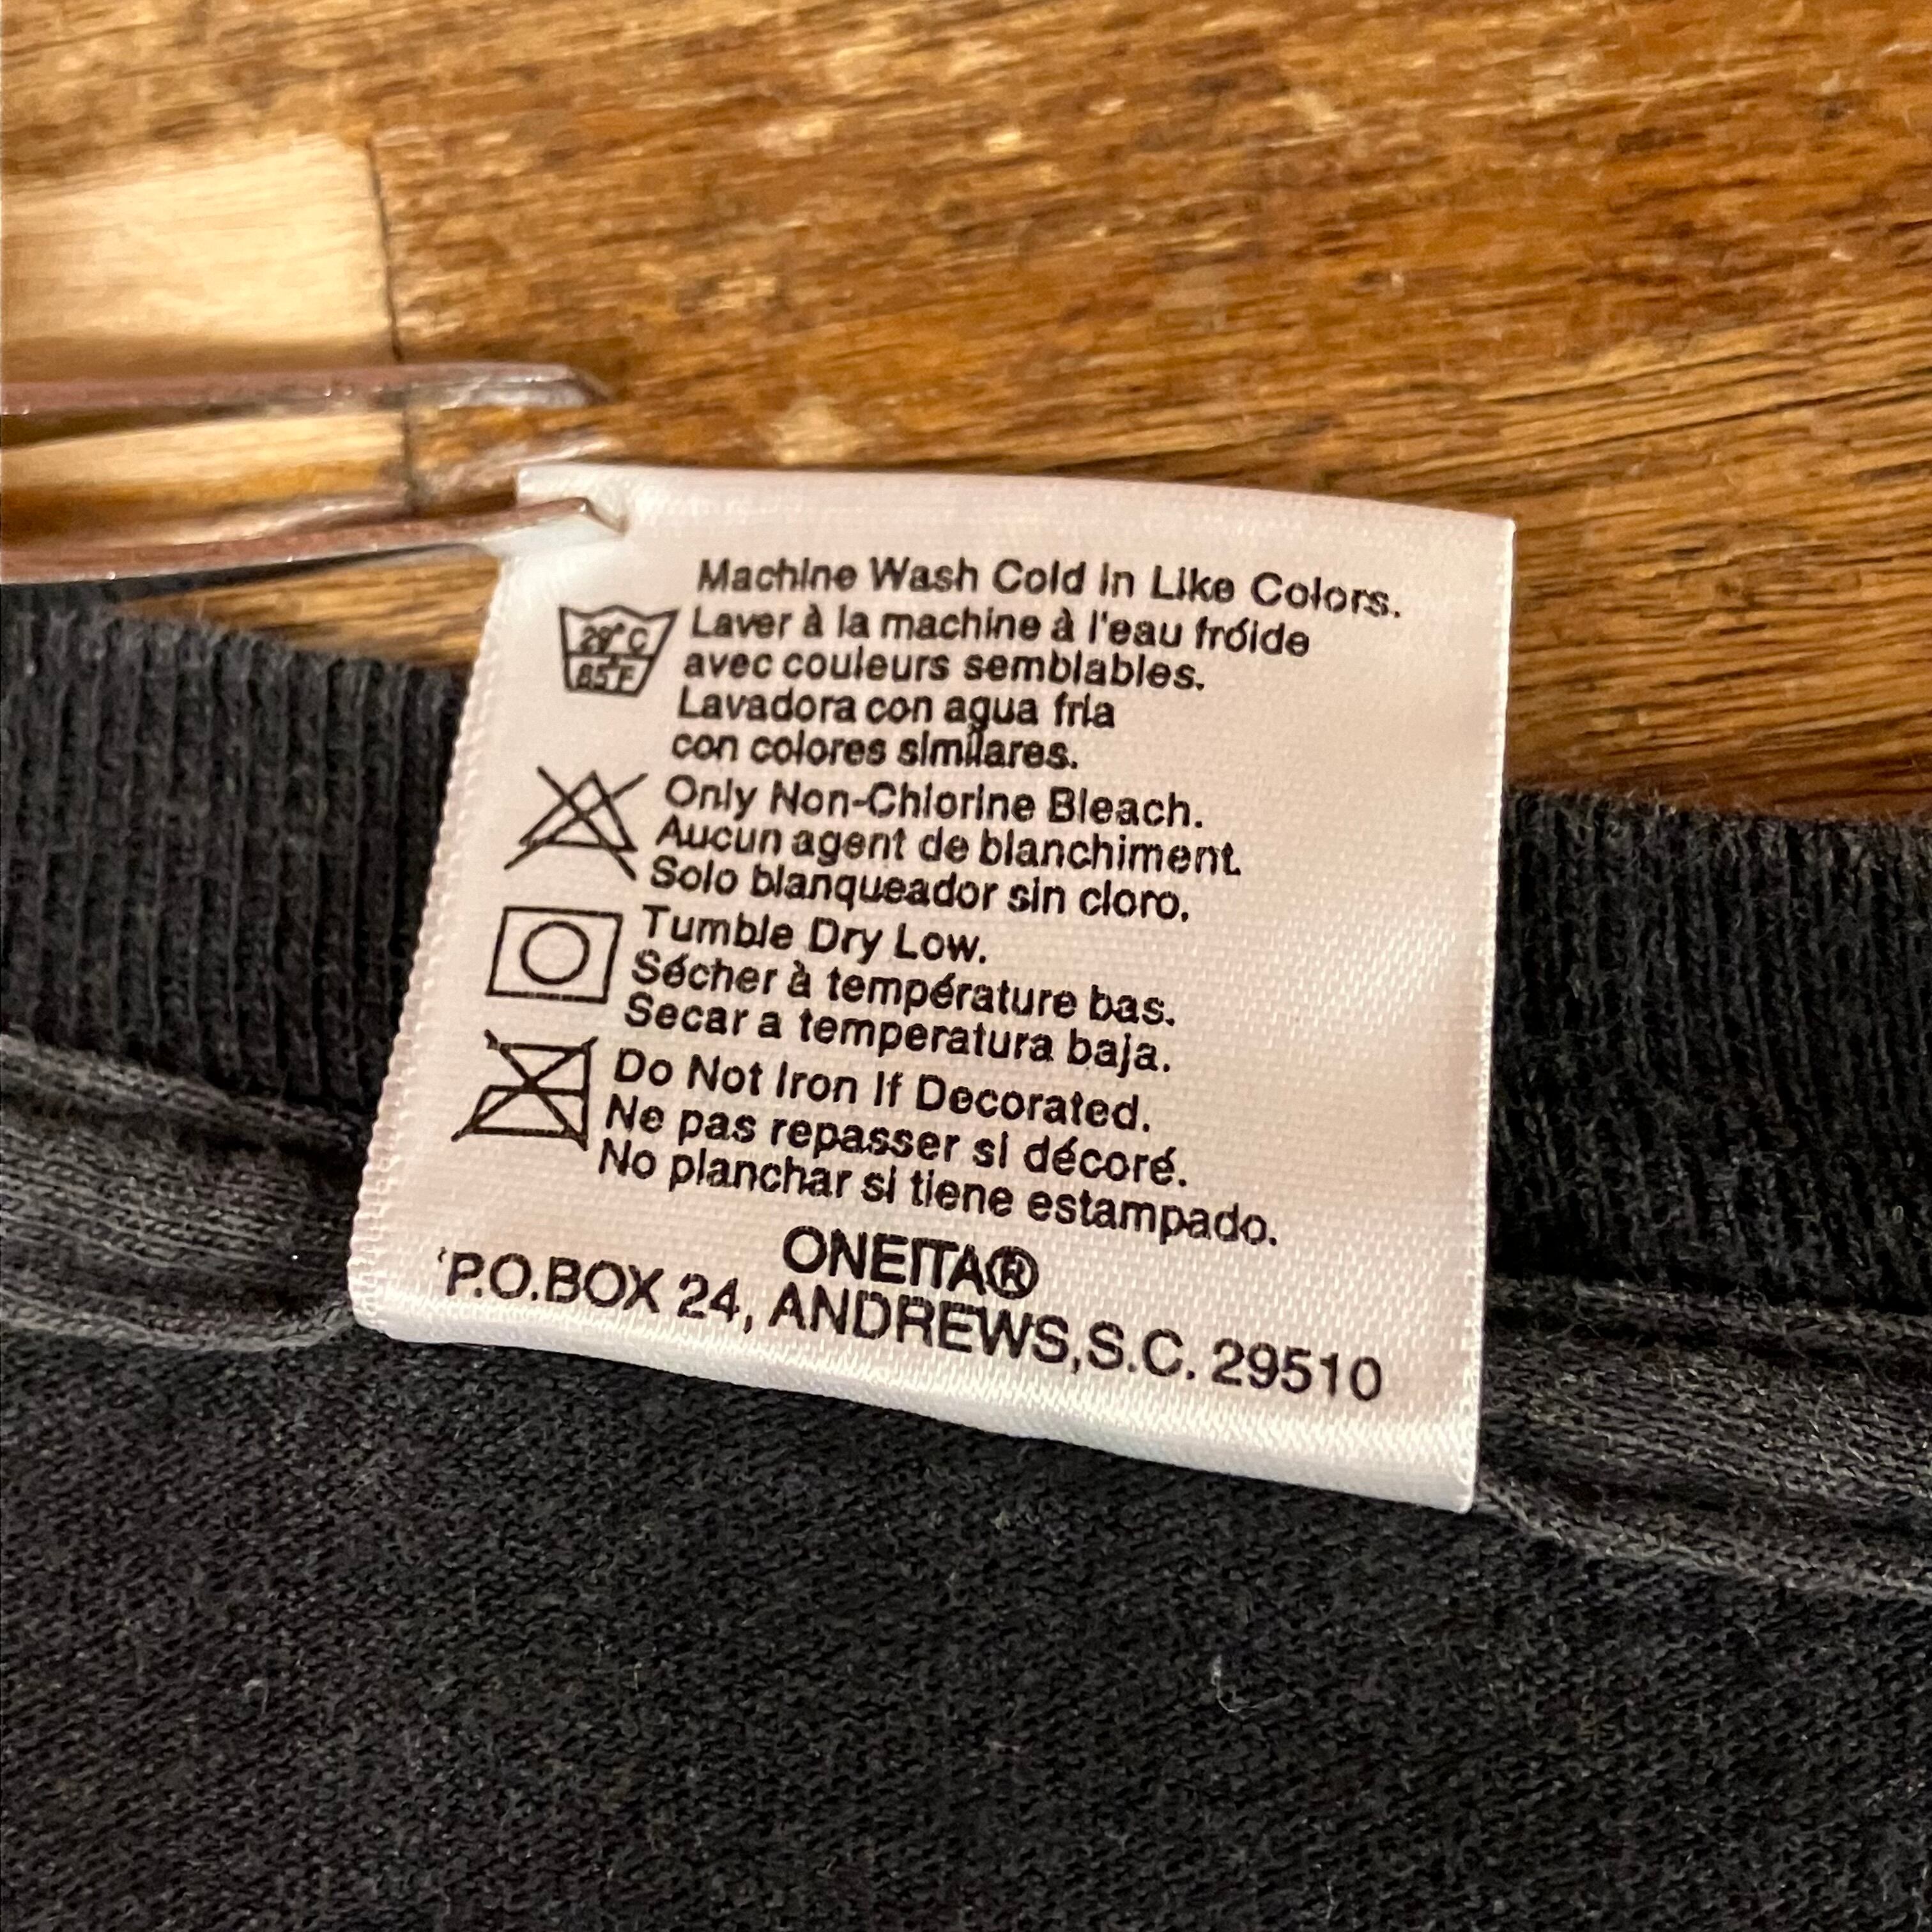 Machine Wash Cold in Like Colors.
29°C
85°F
Laver à la machine à l'eau fróide
avec couleurs semblables.
Lavadora con agua fria
con colores similares.
Only Non-Chlorine Bleach.
Aucun agent de blanchiment.
Solo blanqueador sin cloro.
Tumble Dry Low.
Sécher à température bas.
Secar a temperatura baja.
Do Not Iron If Decorated.
Ne pas repasser si décoré.
No planchar si tiene estampado.
ONEITA®
P.O.BOX 24, ANDREWS,S.C. 29510